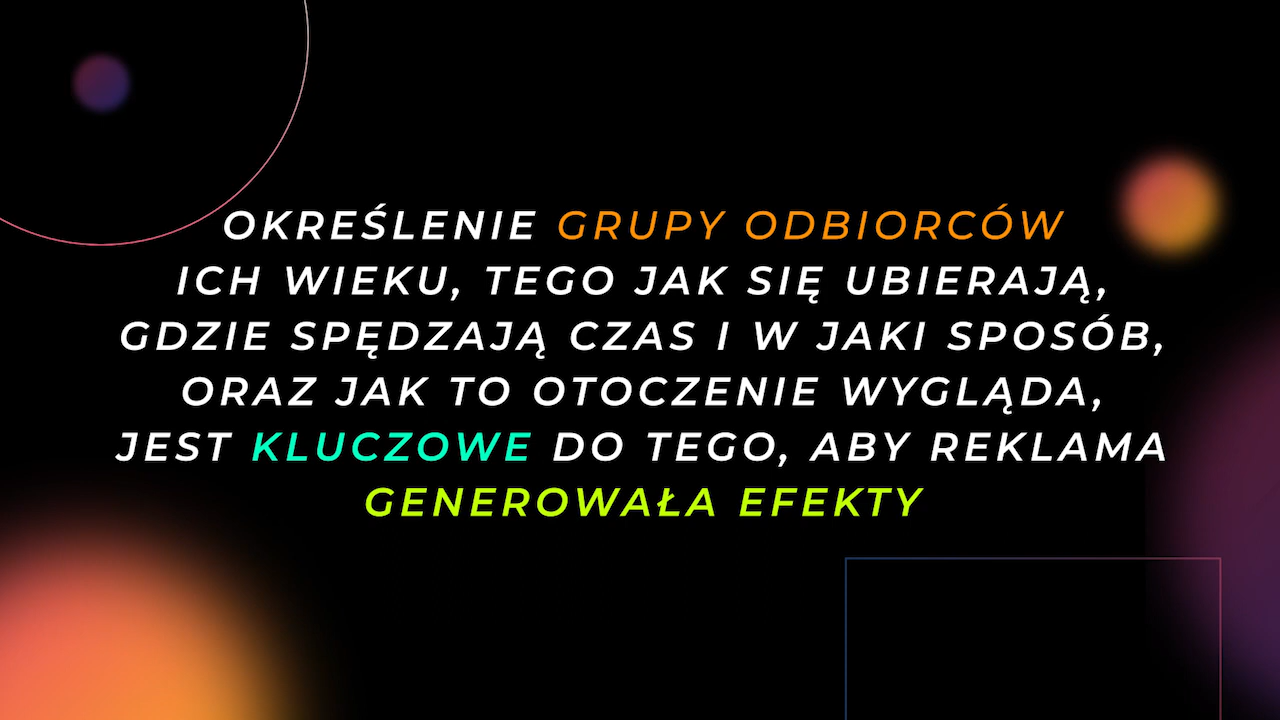 OKREŚLENIE GRUPY ODBIORCÓW
ICH WIEKU, TEGO JAK SIĘ UBIERAJĄ,
GDZIE SPĘDZAJĄ CZAS I W JAKI SPOSÓB,
ORAZ JAK TO OTOCZENIE WYGLĄDA,
JEST KLUCZOWE DO TEGO, ABY REKLAMA
GENEROWAŁA EFEKTY